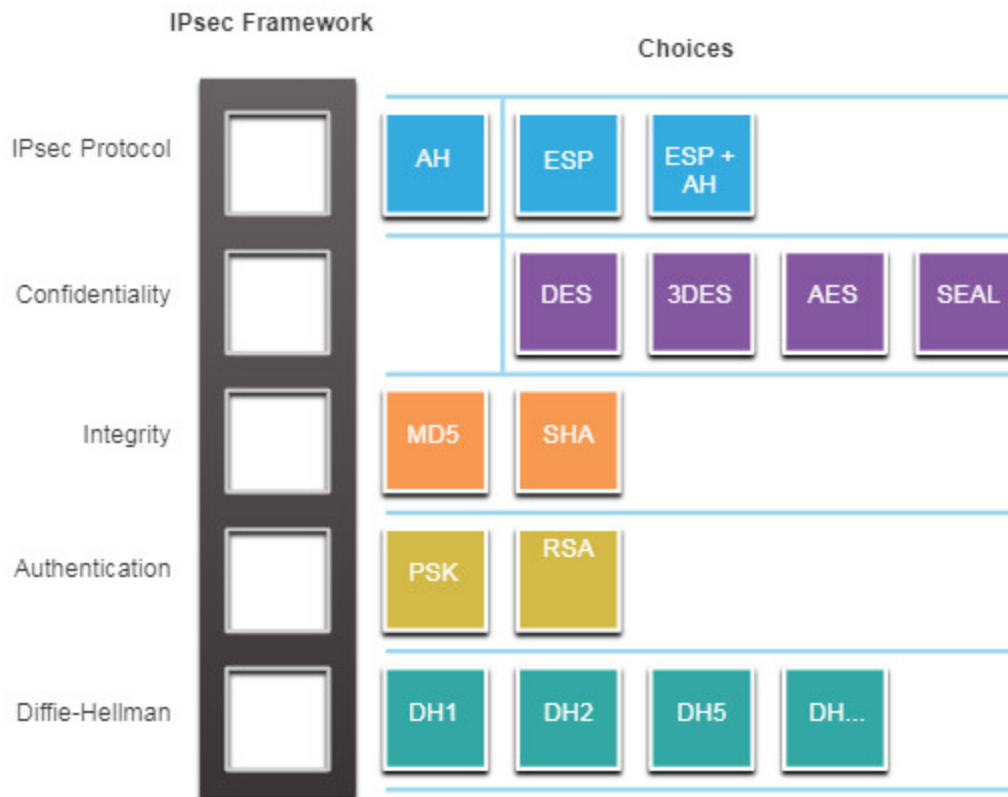 IPsec Framework
Choices
IPsec Protocol
AH
ESP
ESP +
AH
Confidentiality
DES
3DES
AES
SEAL
Integrity
MD5
SHA
Authentication
PSK
RSA
Diffie-Hellman
DH1
DH2
DH5
DH...